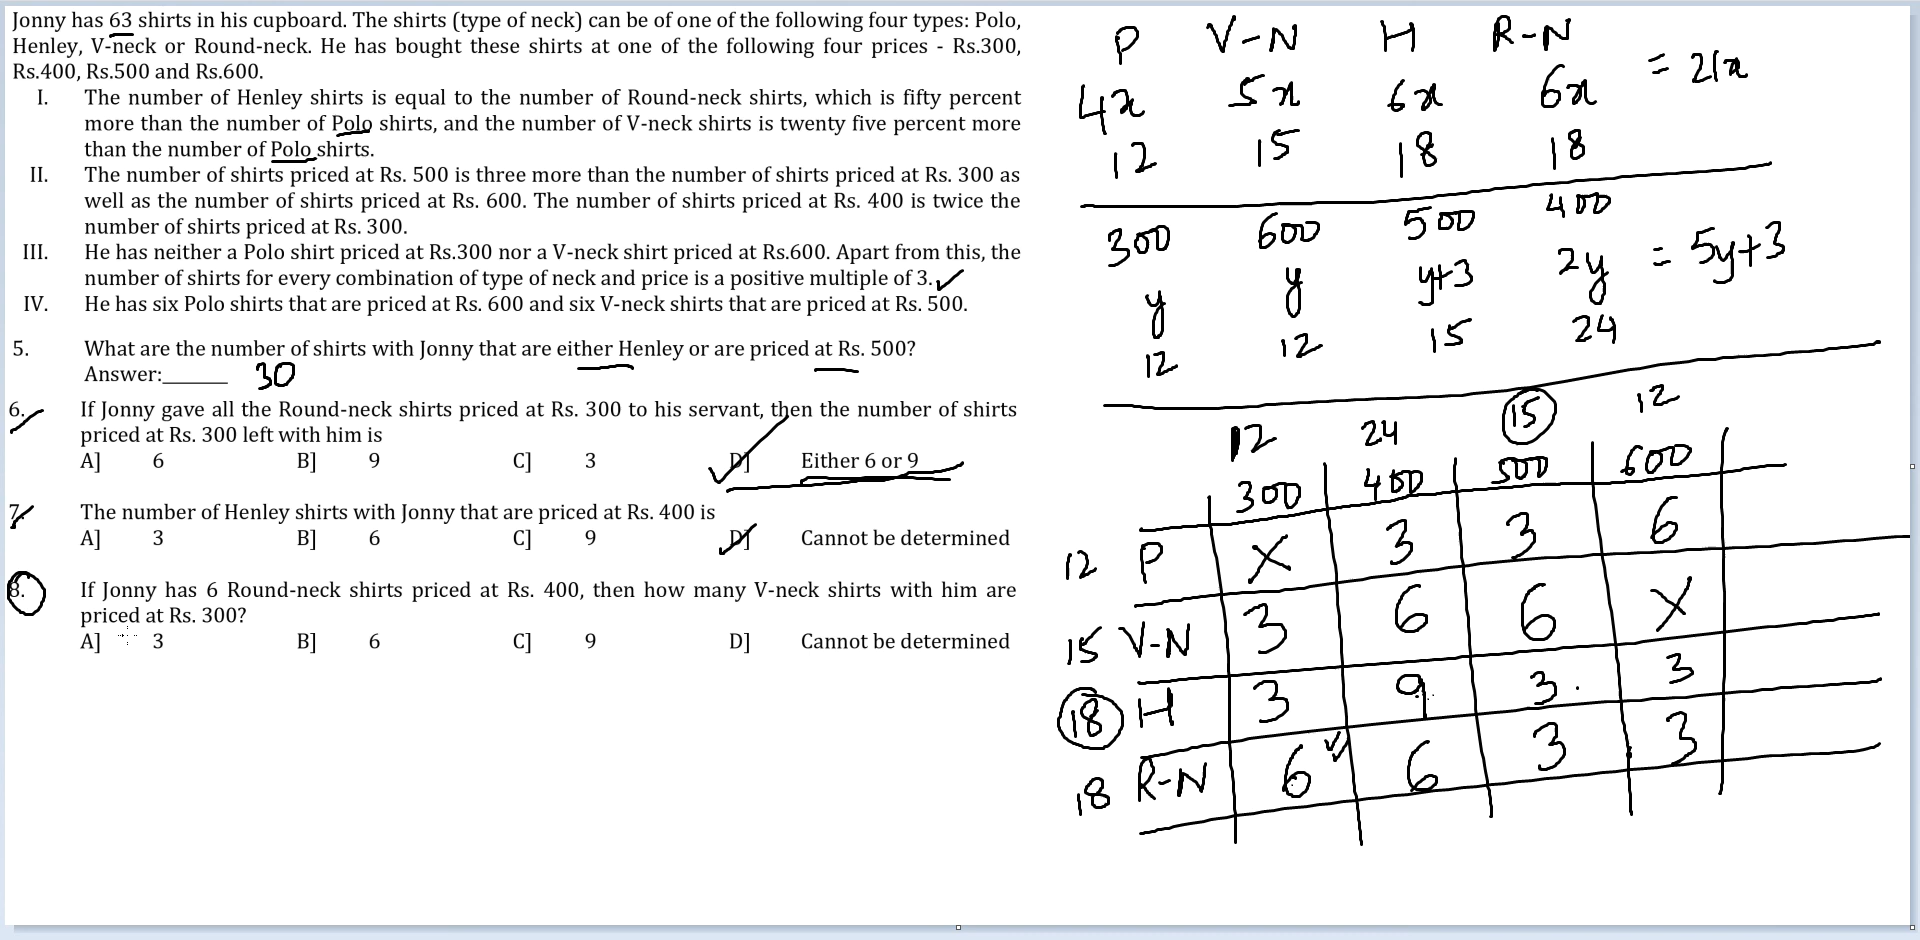 Jonny has 63 shirts in his cupboard. The shirts (type of neck) can be of one of the following four types: Polo,
Henley, V-neck or Round-neck. He has bought these shirts at one of the following four prices - Rs.300,
Rs.400, Rs.500 and Rs.600.
I. The number of Henley shirts is equal to the number of Round-neck shirts, which is fifty percent
more than the number of Polo shirts, and the number of V-neck shirts is twenty five percent more
than the number of Polo shirts.
II. The number of shirts priced at Rs. 500 is three more than the number of shirts priced at Rs. 300 as
well as the number of shirts priced at Rs. 600. The number of shirts priced at Rs. 400 is twice the
number of shirts priced at Rs. 300.
III. He has neither a Polo shirt priced at Rs.300 nor a V-neck shirt priced at Rs.600. Apart from this, the
number of shirts for every combination of type of neck and price is a positive multiple of 3.
IV. He has six Polo shirts that are priced at Rs. 600 and six V-neck shirts that are priced at Rs. 500.
5. What are the number of shirts with Jonny that are either Henley or are priced at Rs. 500?
Answer:_______ 30
6. If Jonny gave all the Round-neck shirts priced at Rs. 300 to his servant, then the number of shirts
priced at Rs. 300 left with him is
A] 6 B] 9 C] 3 D] Either 6 or 9
7. The number of Henley shirts with Jonny that are priced at Rs. 400 is
A] 3 B] 6 C] 9 D] Cannot be determined
8. If Jonny has 6 Round-neck shirts priced at Rs. 400, then how many V-neck shirts with him are
priced at Rs. 300?
A] 3 B] 6 C] 9 D] Cannot be determined
P V-N H R-N
4x 5x 6x 6x = 21x
12 15 18 18
300 600 500 400
y y y+3 2y = 5y+3
12 12 15 24
12 24 15 12
300 400 500 600
12 P X 3 3 6
15 V-N 3 6 6 X
18 H 3 9 3 3
18 R-N 6 6 3 3